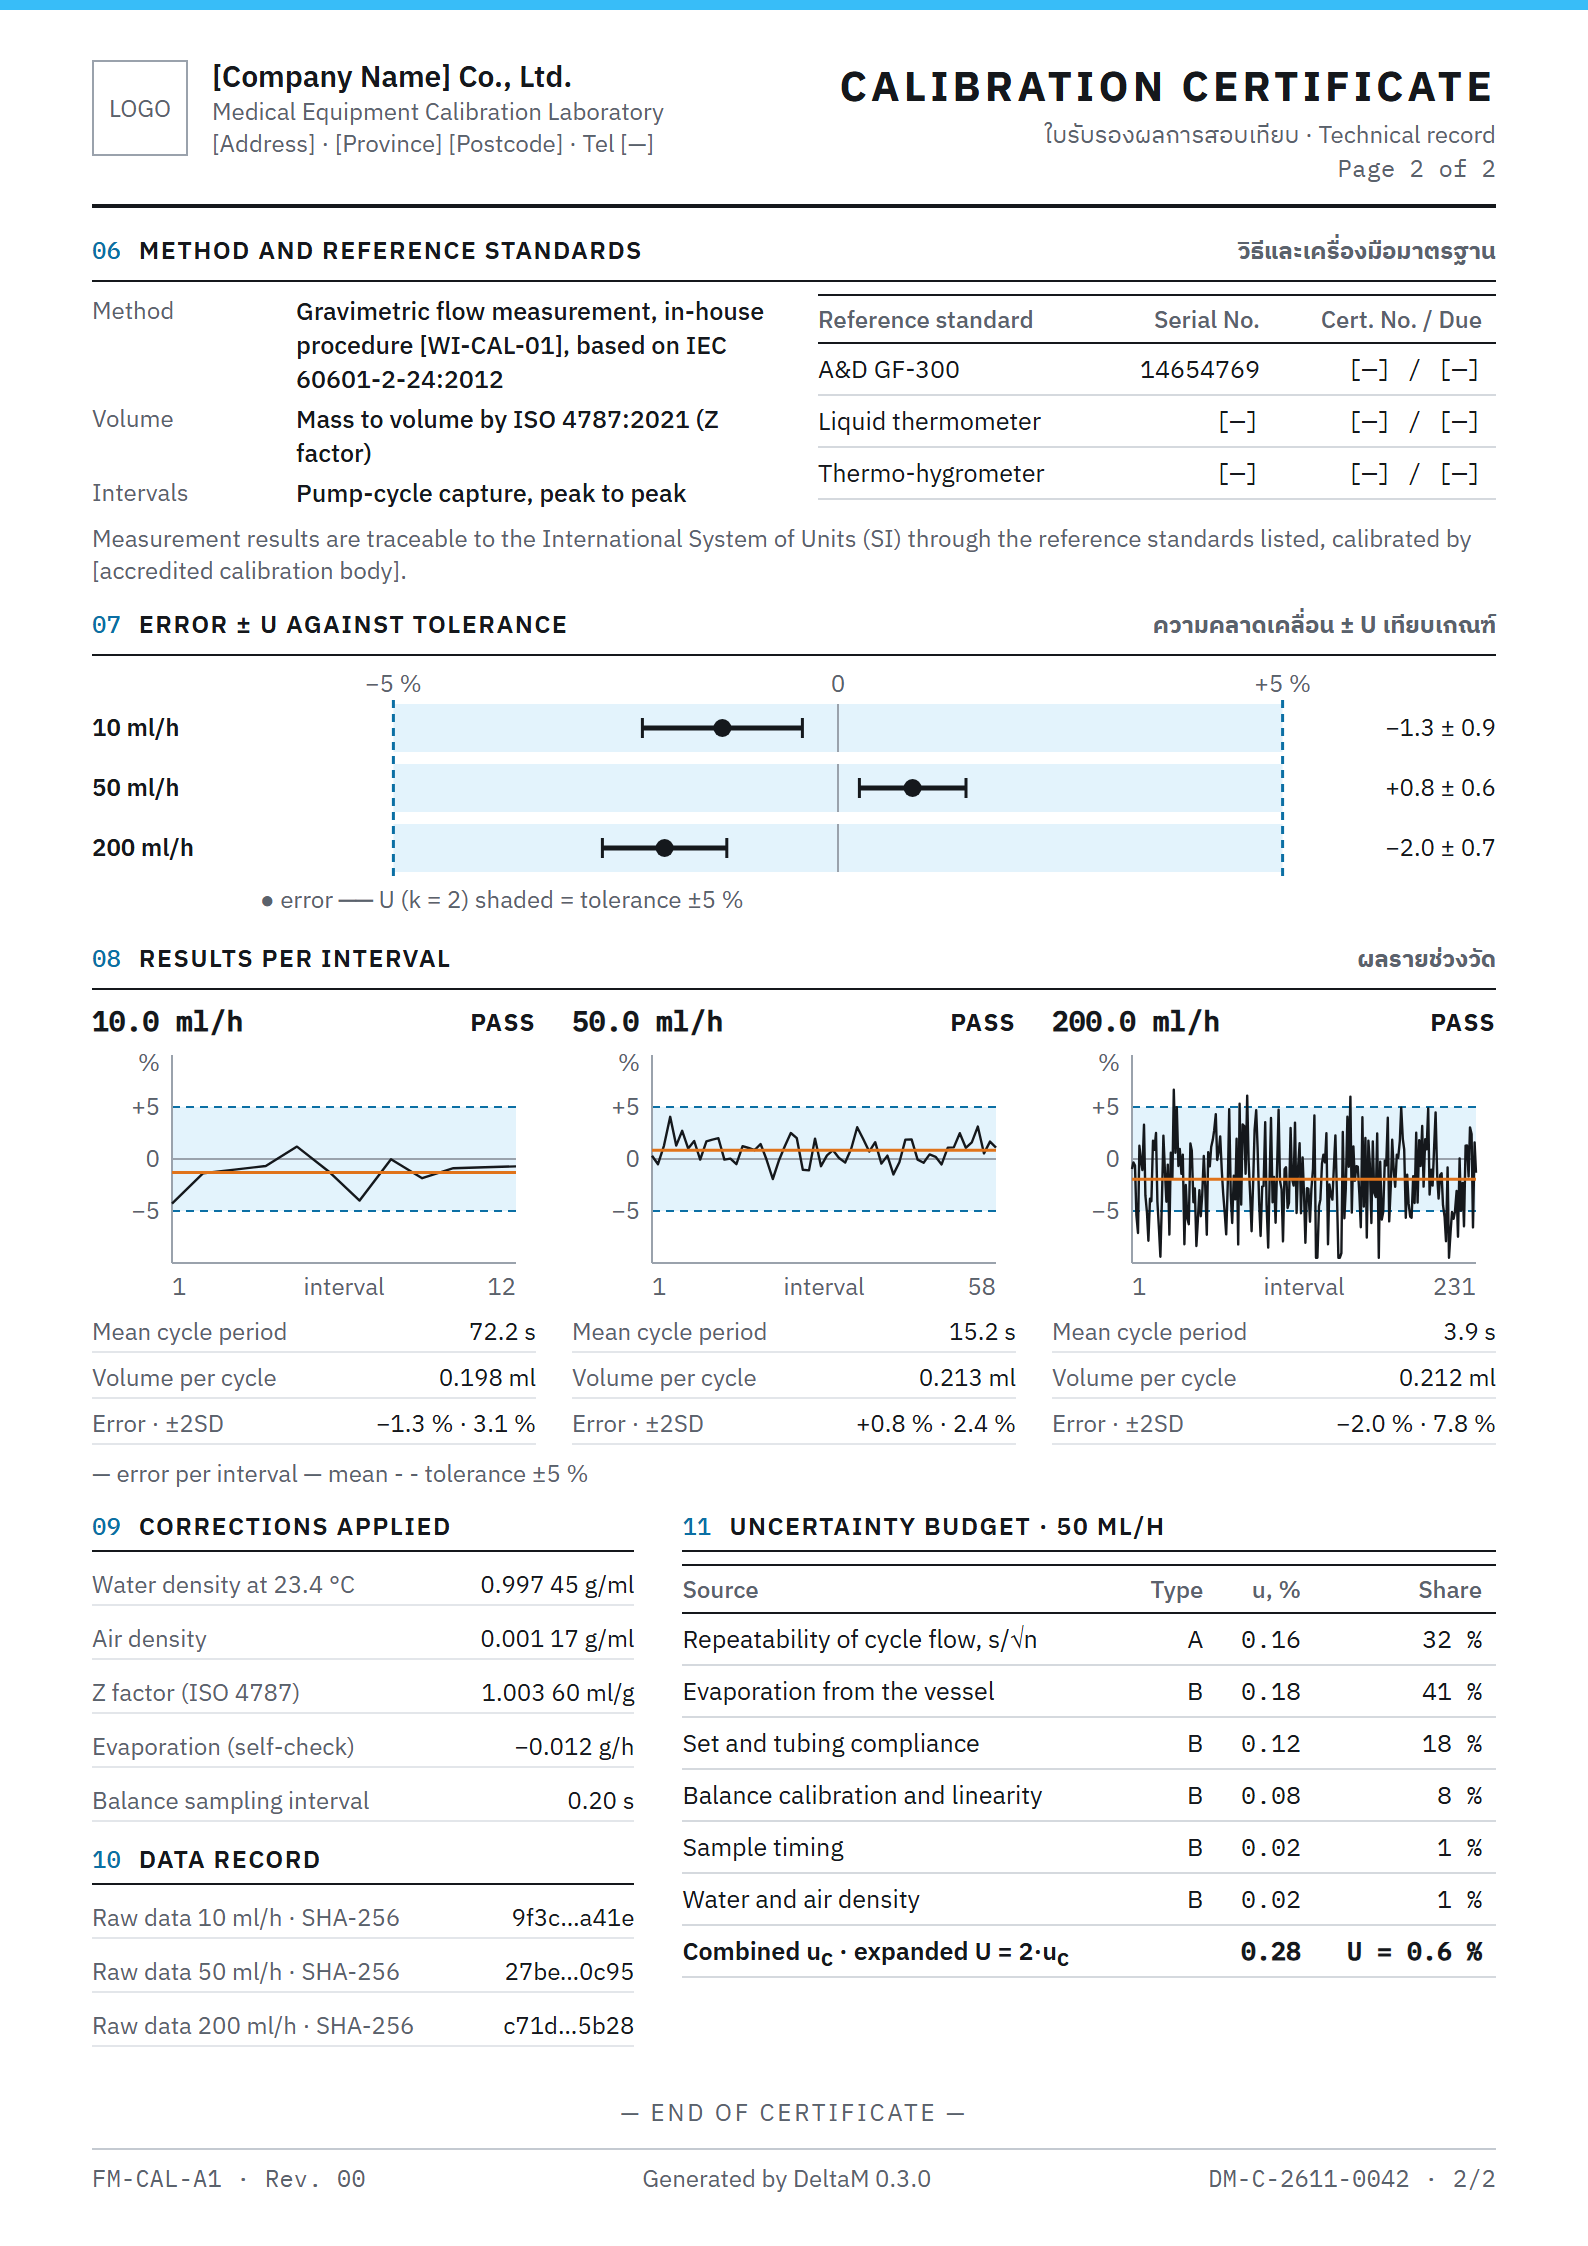 LOGO
[Company Name] Co., Ltd.
Medical Equipment Calibration Laboratory
[Address] · [Province] [Postcode] · Tel [—]
CALIBRATION CERTIFICATE
ใบรับรองผลการสอบเทียบ · Technical record
Page 2 of 2
06 METHOD AND REFERENCE STANDARDS
วิธีและเครื่องมือมาตรฐาน
Method
Gravimetric flow measurement, in-house
procedure [WI-CAL-01], based on IEC
60601-2-24:2012
Volume
Mass to volume by ISO 4787:2021 (Z
factor)
Intervals
Pump-cycle capture, peak to peak
Reference standard Serial No. Cert. No. / Due
A&D GF-300 14654769 [—] / [—]
Liquid thermometer [—] [—] / [—]
Thermo-hygrometer [—] [—] / [—]
Measurement results are traceable to the International System of Units (SI) through the reference standards listed, calibrated by
[accredited calibration body].
07 ERROR ± U AGAINST TOLERANCE
ความคลาดเคลื่อน ± U เทียบเกณฑ์
−5 % 0 +5 %
10 ml/h −1.3 ± 0.9
50 ml/h +0.8 ± 0.6
200 ml/h −2.0 ± 0.7
● error —— U (k = 2) shaded = tolerance ±5 %
08 RESULTS PER INTERVAL
ผลรายช่วงวัด
10.0 ml/h PASS
%
+5
0
−5
1 interval 12
Mean cycle period 72.2 s
Volume per cycle 0.198 ml
Error · ±2SD −1.3 % · 3.1 %
50.0 ml/h PASS
%
+5
0
−5
1 interval 58
Mean cycle period 15.2 s
Volume per cycle 0.213 ml
Error · ±2SD +0.8 % · 2.4 %
200.0 ml/h PASS
%
+5
0
−5
1 interval 231
Mean cycle period 3.9 s
Volume per cycle 0.212 ml
Error · ±2SD −2.0 % · 7.8 %
— error per interval — mean - - tolerance ±5 %
09 CORRECTIONS APPLIED
Water density at 23.4 °C 0.997 45 g/ml
Air density 0.001 17 g/ml
Z factor (ISO 4787) 1.003 60 ml/g
Evaporation (self-check) −0.012 g/h
Balance sampling interval 0.20 s
10 DATA RECORD
Raw data 10 ml/h · SHA-256 9f3c…a41e
Raw data 50 ml/h · SHA-256 27be…0c95
Raw data 200 ml/h · SHA-256 c71d…5b28
11 UNCERTAINTY BUDGET · 50 ML/H
Source Type u, % Share
Repeatability of cycle flow, s/√n A 0.16 32 %
Evaporation from the vessel B 0.18 41 %
Set and tubing compliance B 0.12 18 %
Balance calibration and linearity B 0.08 8 %
Sample timing B 0.02 1 %
Water and air density B 0.02 1 %
Combined uc · expanded U = 2·uc 0.28 U = 0.6 %
— END OF CERTIFICATE —
FM-CAL-A1 · Rev. 00
Generated by DeltaM 0.3.0
DM-C-2611-0042 · 2/2